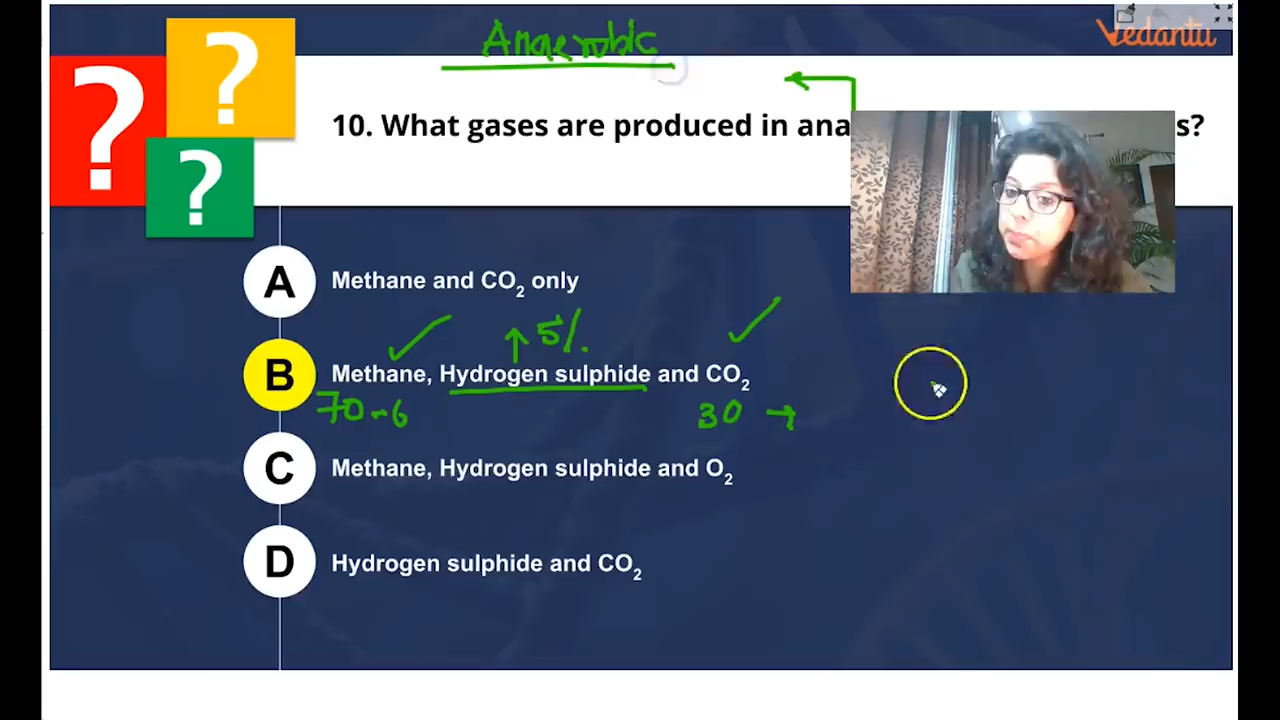 Anaerobic
Vedantu
? ? ?
10. What gases are produced in ana s?
A Methane and CO2 only
↑ 5%.
B Methane, Hydrogen sulphide and CO2
70-6 30 →
C Methane, Hydrogen sulphide and O2
D Hydrogen sulphide and CO2